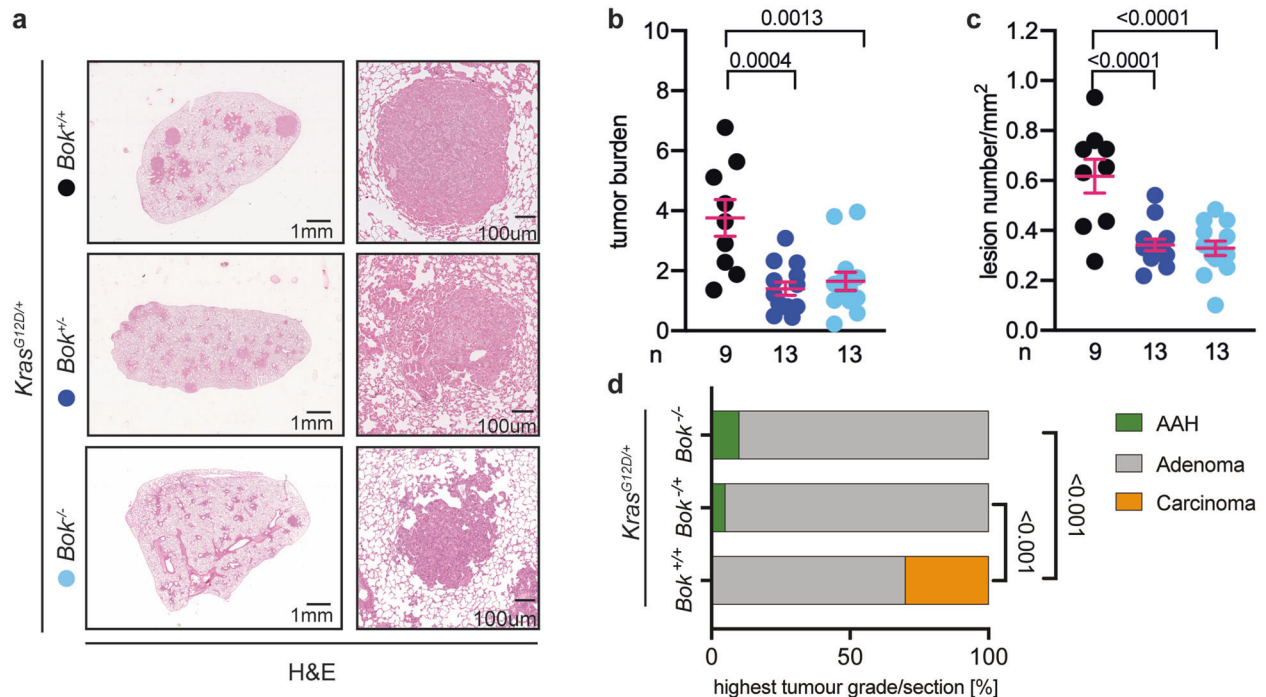 a
Kras^G12D/+
Bok^+/+
Bok^+/-
Bok^-/-
1mm
100um
1mm
100um
1mm
100um
H&E
b
0.0013
0.0004
tumor burden
10
8
6
4
2
0
n
9 13 13
c
<0.0001
<0.0001
lesion number/mm²
1.2
1.0
0.8
0.6
0.4
0.2
0.0
n
9 13 13
d
Kras^G12D/+
Bok^-/-
Bok^-/+
Bok^+/+
<0.001
<0.001
AAH
Adenoma
Carcinoma
0 50 100
highest tumour grade/section [%]